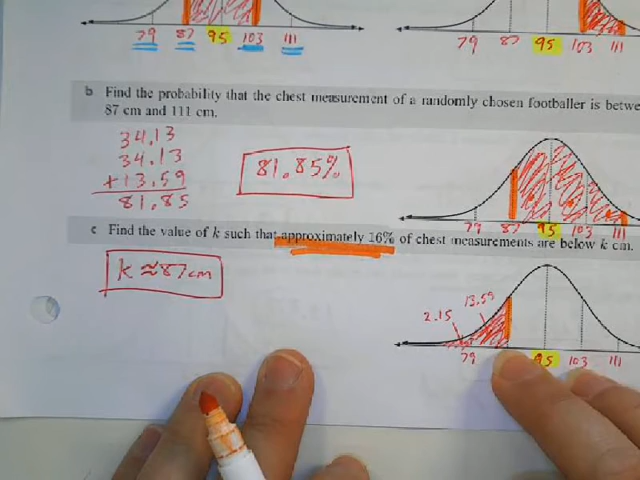 79 87 95 103 111
79 87 95 103 111
b Find the probability that the chest measurement of a randomly chosen footballer is betwe
87 cm and 111 cm.
34.13
34.13
+13.59
81.85
81.85%
79 87 95 103 111
c Find the value of k such that approximately 16% of chest measurements are below k cm.
k ≈ 87cm
2.15 13.59
79 95 103 111